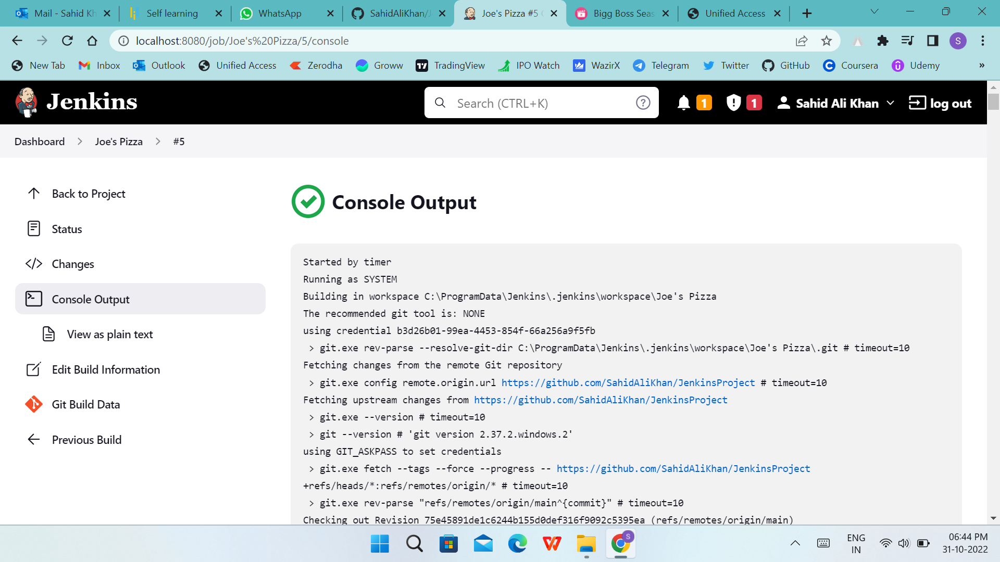 Mail - Sahid Kh
Self learning
WhatsApp
SahidAliKhan/J
Joe's Pizza #5 C
Bigg Boss Seas
Unified Access
localhost:8080/job/Joe's%20Pizza/5/console
S
New Tab
Inbox
Outlook
Unified Access
Zerodha
Groww
TradingView
IPO Watch
WazirX
Telegram
Twitter
GitHub
Coursera
Udemy
»
Jenkins
Search (CTRL+K)
1
1
Sahid Ali Khan
log out
Dashboard
Joe's Pizza
#5
Back to Project
Status
Changes
Console Output
View as plain text
Edit Build Information
Git Build Data
Previous Build
Console Output
Started by timer
Running as SYSTEM
Building in workspace C:\ProgramData\Jenkins\.jenkins\workspace\Joe's Pizza
The recommended git tool is: NONE
using credential b3d26b01-99ea-4453-854f-66a256a9f5fb
> git.exe rev-parse --resolve-git-dir C:\ProgramData\Jenkins\.jenkins\workspace\Joe's Pizza\.git # timeout=10
Fetching changes from the remote Git repository
> git.exe config remote.origin.url https://github.com/SahidAliKhan/JenkinsProject # timeout=10
Fetching upstream changes from https://github.com/SahidAliKhan/JenkinsProject
> git.exe --version # timeout=10
> git --version # 'git version 2.37.2.windows.2'
using GIT_ASKPASS to set credentials
> git.exe fetch --tags --force --progress -- https://github.com/SahidAliKhan/JenkinsProject
+refs/heads/*:refs/remotes/origin/* # timeout=10
> git.exe rev-parse "refs/remotes/origin/main^{commit}" # timeout=10
Checking out Revision 75e45891de1c6244b155d0def316f9092c5395ea (refs/remotes/origin/main)
S
ENG
IN
06:44 PM
31-10-2022